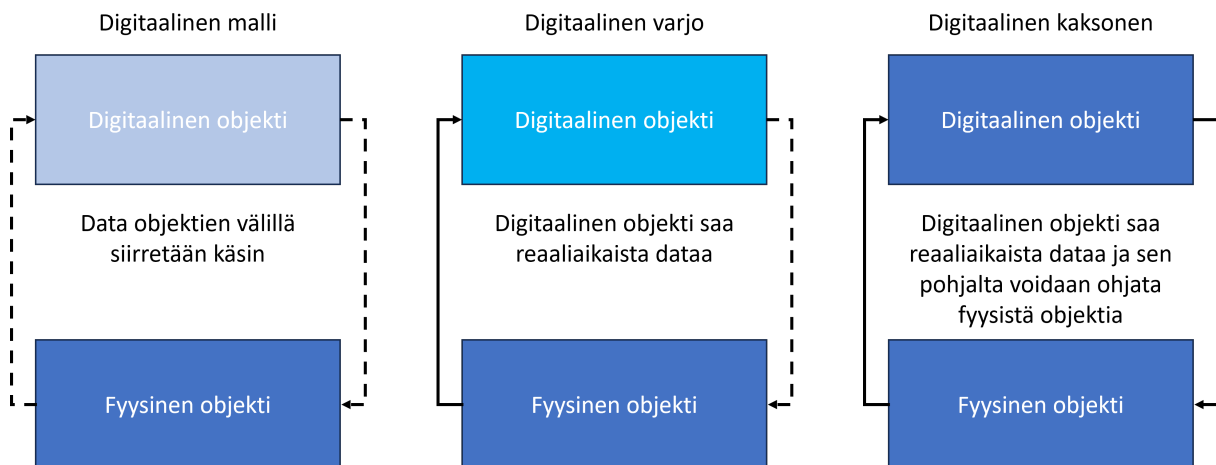 Digitaalinen malli
Digitaalinen objekti
Data objektien välillä
siirretään käsin
Fyysinen objekti
Digitaalinen varjo
Digitaalinen objekti
Digitaalinen objekti saa
reaaliaikaista dataa
Fyysinen objekti
Digitaalinen kaksonen
Digitaalinen objekti
Digitaalinen objekti saa
reaaliaikaista dataa ja sen
pohjalta voidaan ohjata
fyysistä objektia
Fyysinen objekti